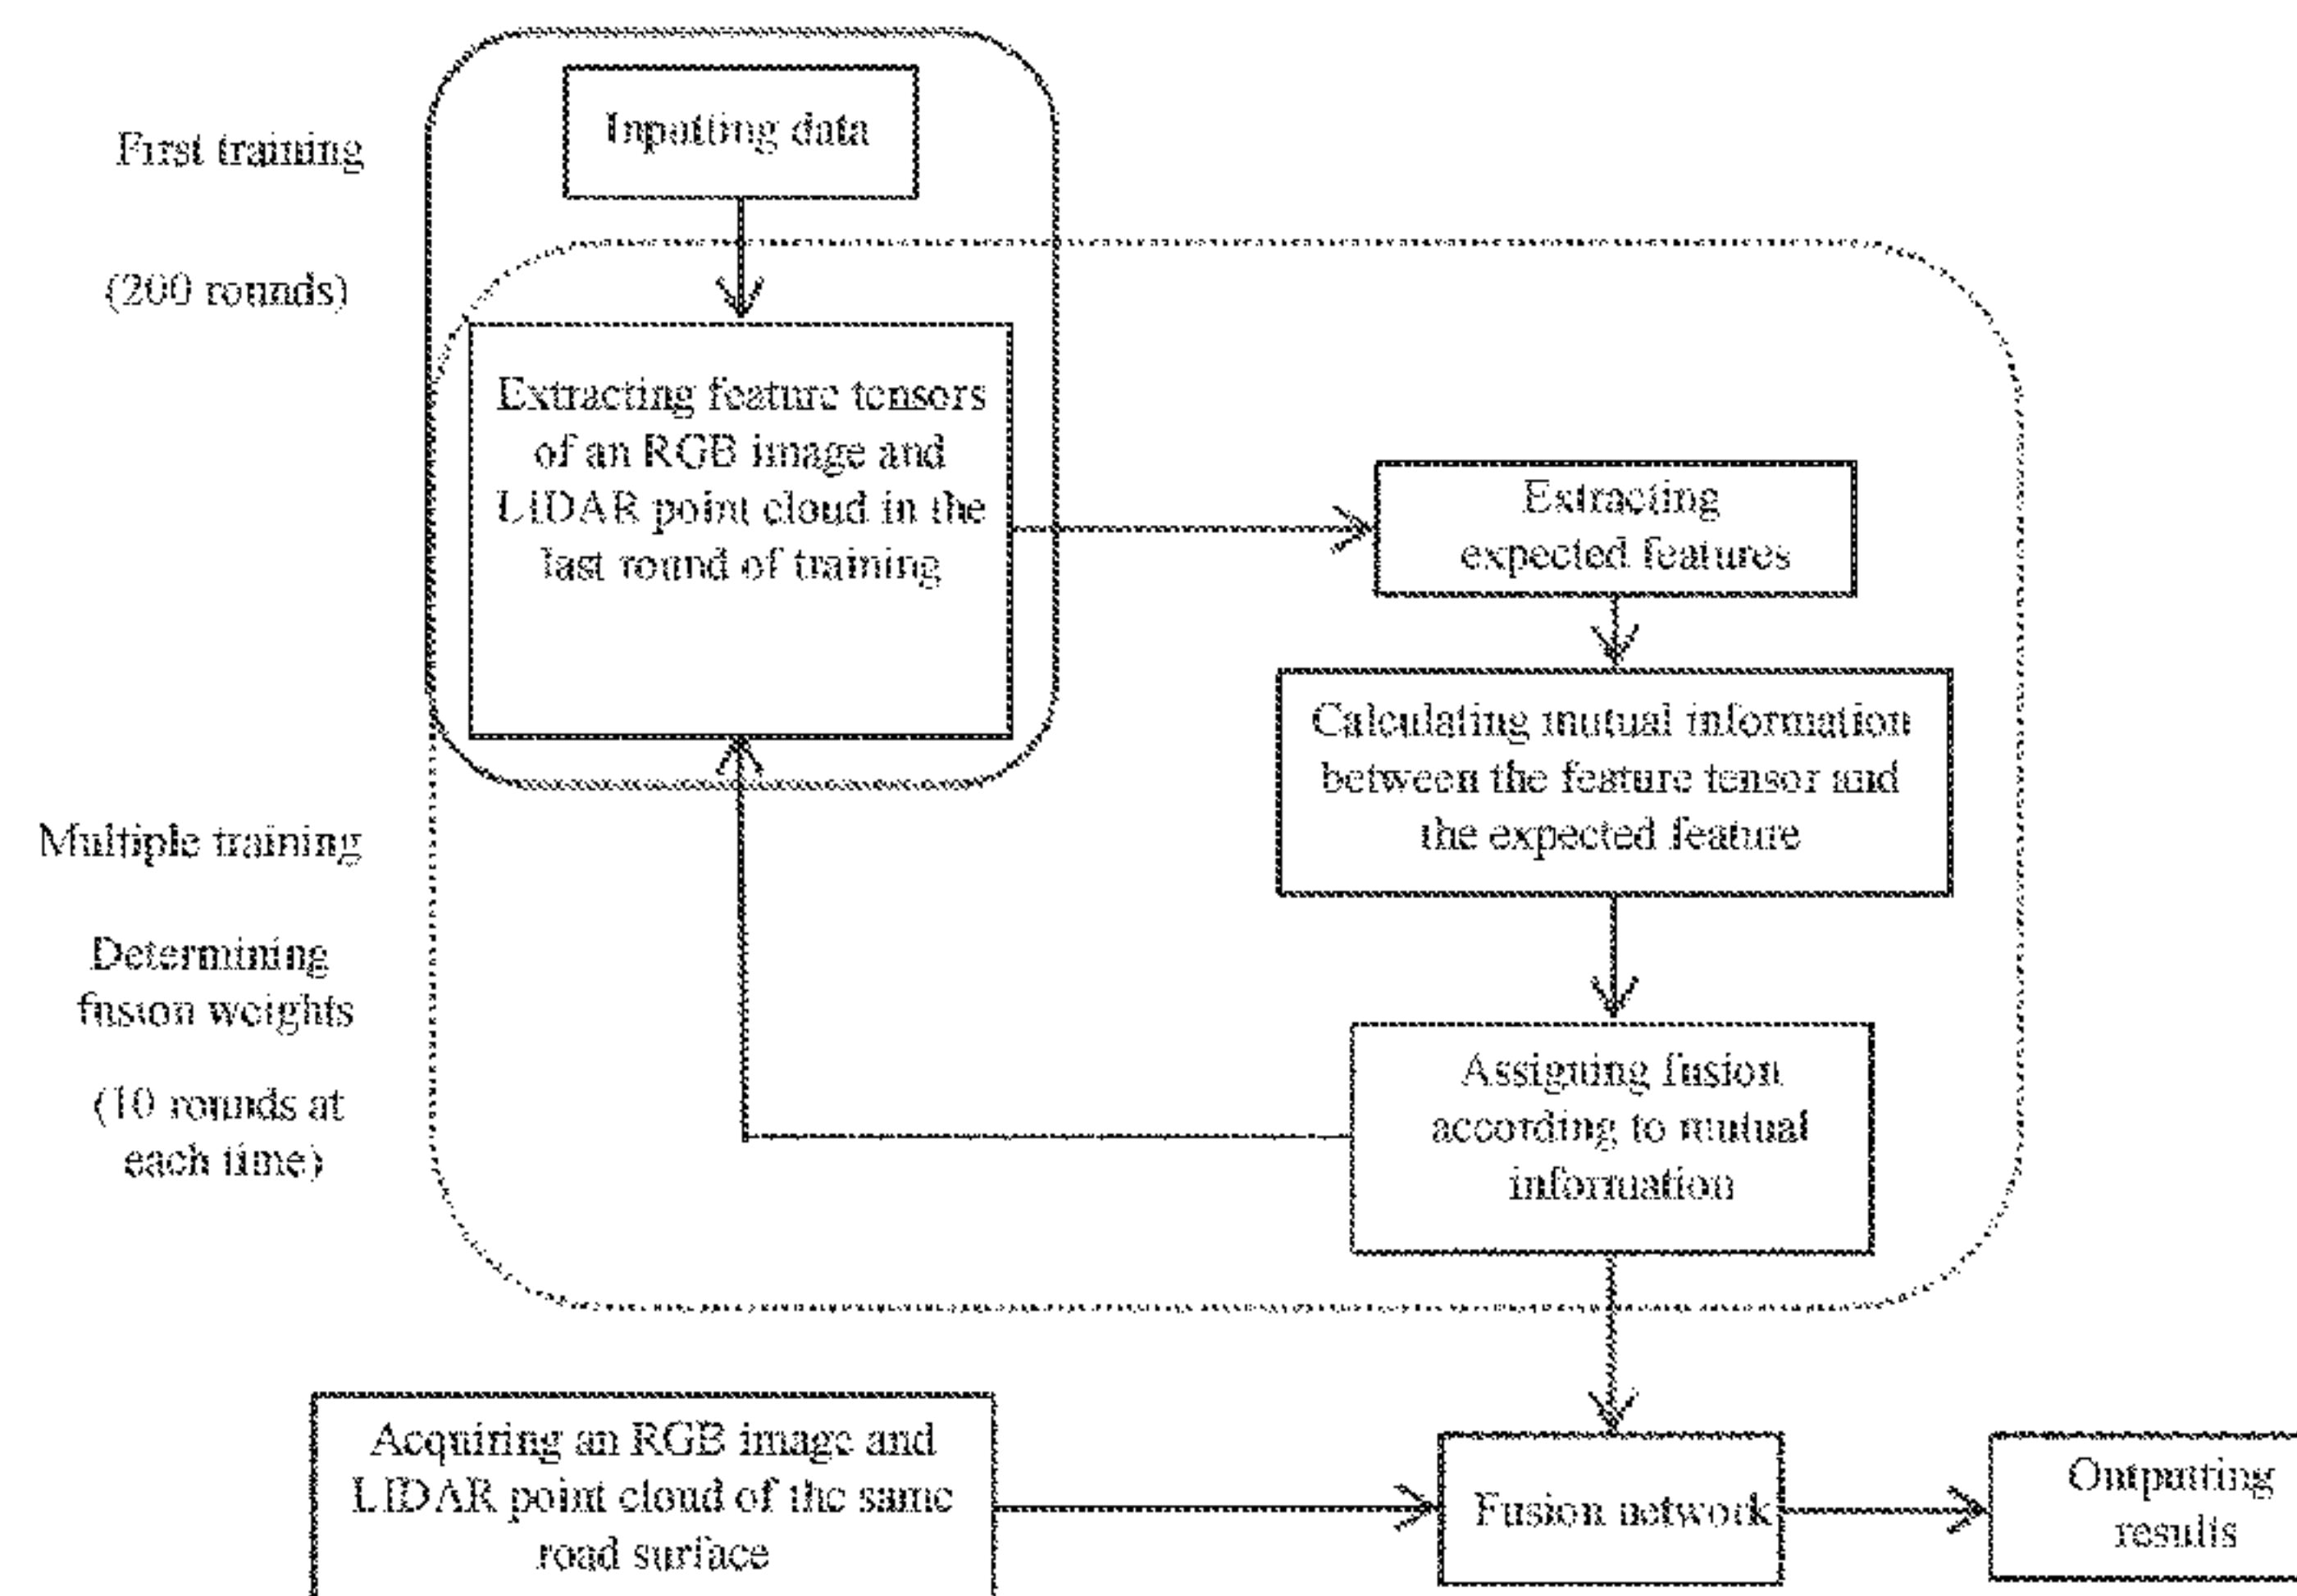 First training
(200 rounds)
Inputting data
Extracting feature tensors
of an RGB image and
LIDAR point cloud in the
last round of training
Extracting
expected features
Calculating mutual information
between the feature tensor and
the expected feature
Multiple training
Determining
fusion weights
(10 rounds at
each time)
Assigning fusion
according to mutual
information
Acquiring an RGB image and
LIDAR point cloud of the same
road surface
Fusion network
Outputting
results